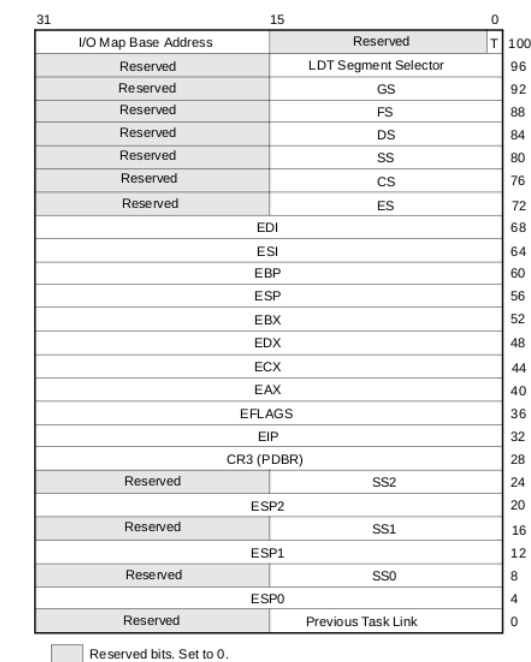 31 15 0
I/O Map Base Address Reserved T 100
Reserved LDT Segment Selector 96
Reserved GS 92
Reserved FS 88
Reserved DS 84
Reserved SS 80
Reserved CS 76
Reserved ES 72
EDI 68
ESI 64
EBP 60
ESP 56
EBX 52
EDX 48
ECX 44
EAX 40
EFLAGS 36
EIP 32
CR3 (PDBR) 28
Reserved SS2 24
ESP2 20
Reserved SS1 16
ESP1 12
Reserved SS0 8
ESP0 4
Reserved Previous Task Link 0
Reserved bits. Set to 0.